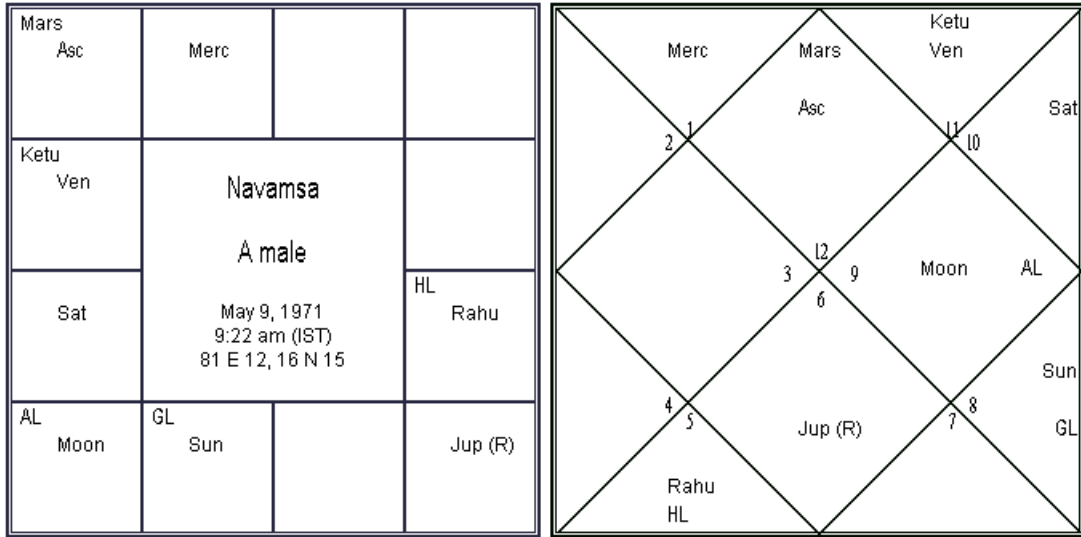 Mars
Asc
Merc
Ketu
Ven
Navamsa
A male
May 9, 1971
9:22 am (IST)
81 E 12, 16 N 15
Sat
HL
Rahu
AL
Moon
GL
Sun
Jup (R)
Merc
Mars
Ketu
Ven
Asc
Sat
2
1
11
10
12
3
9
6
Moon
AL
Sun
4
5
8
7
Jup (R)
GL
Rahu
HL